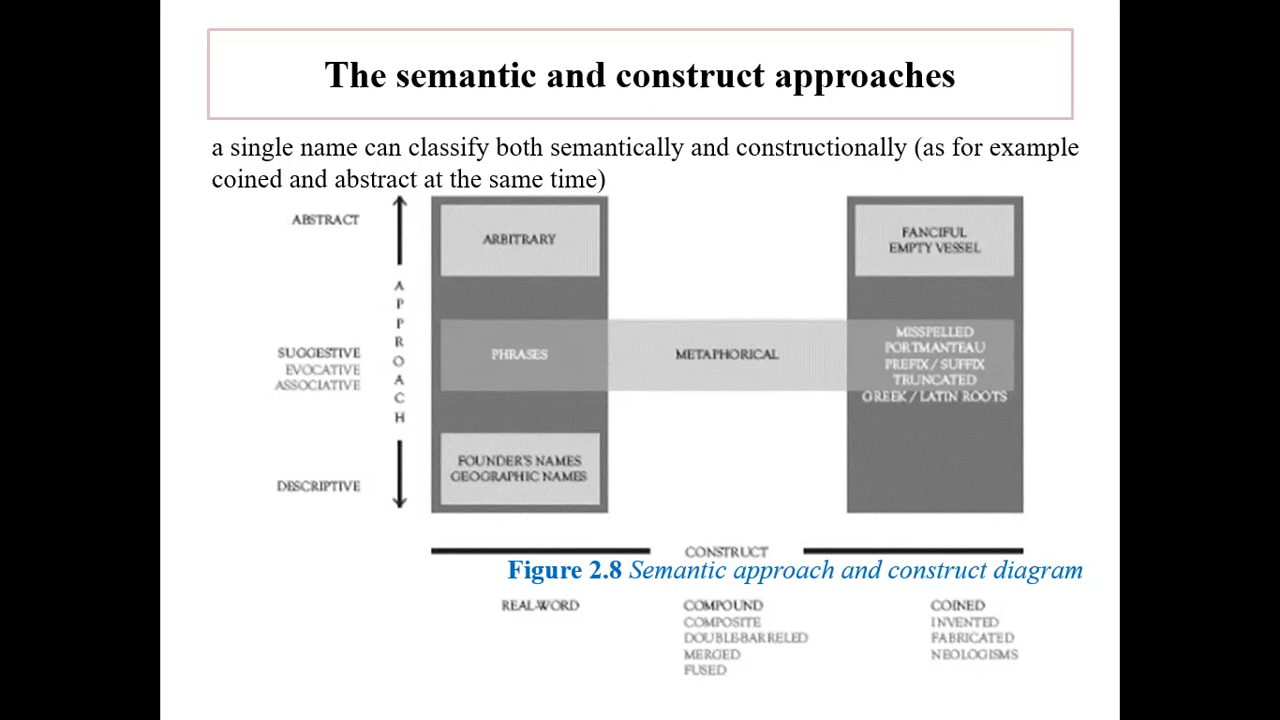 The semantic and construct approaches
a single name can classify both semantically and constructionally (as for example
coined and abstract at the same time)
ABSTRACT
ARBITRARY
FANCIFUL
EMPTY VESSEL
APPROACH
SUGGESTIVE
EVOCATIVE
ASSOCIATIVE
PHRASES
METAPHORICAL
MISSPELLED
PORTMANTEAU
PREFIX / SUFFIX
TRUNCATED
GREEK / LATIN ROOTS
DESCRIPTIVE
FOUNDER'S NAMES
GEOGRAPHIC NAMES
CONSTRUCT
Figure 2.8 Semantic approach and construct diagram
REAL-WORD
COMPOUND
COMPOSITE
DOUBLE-BARRELED
MERGED
FUSED
COINED
INVENTED
FABRICATED
NEOLOGISMS